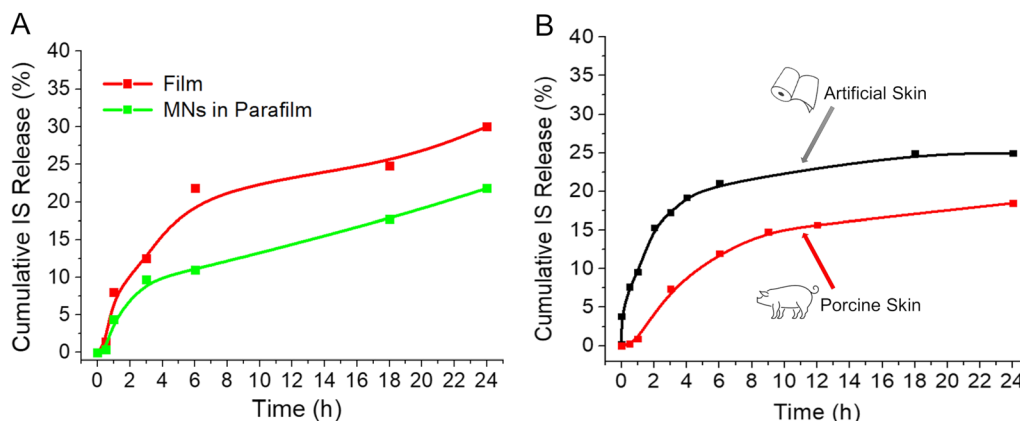 A
Cumulative IS Release (%)
40
35
30
25
20
15
10
5
0
Film
MNs in Parafilm
0 2 4 6 8 10 12 14 16 18 20 22 24
Time (h)
B
Cumulative IS Release (%)
40
35
30
25
20
15
10
5
0
Artificial Skin
Porcine Skin
0 2 4 6 8 10 12 14 16 18 20 22 24
Time (h)